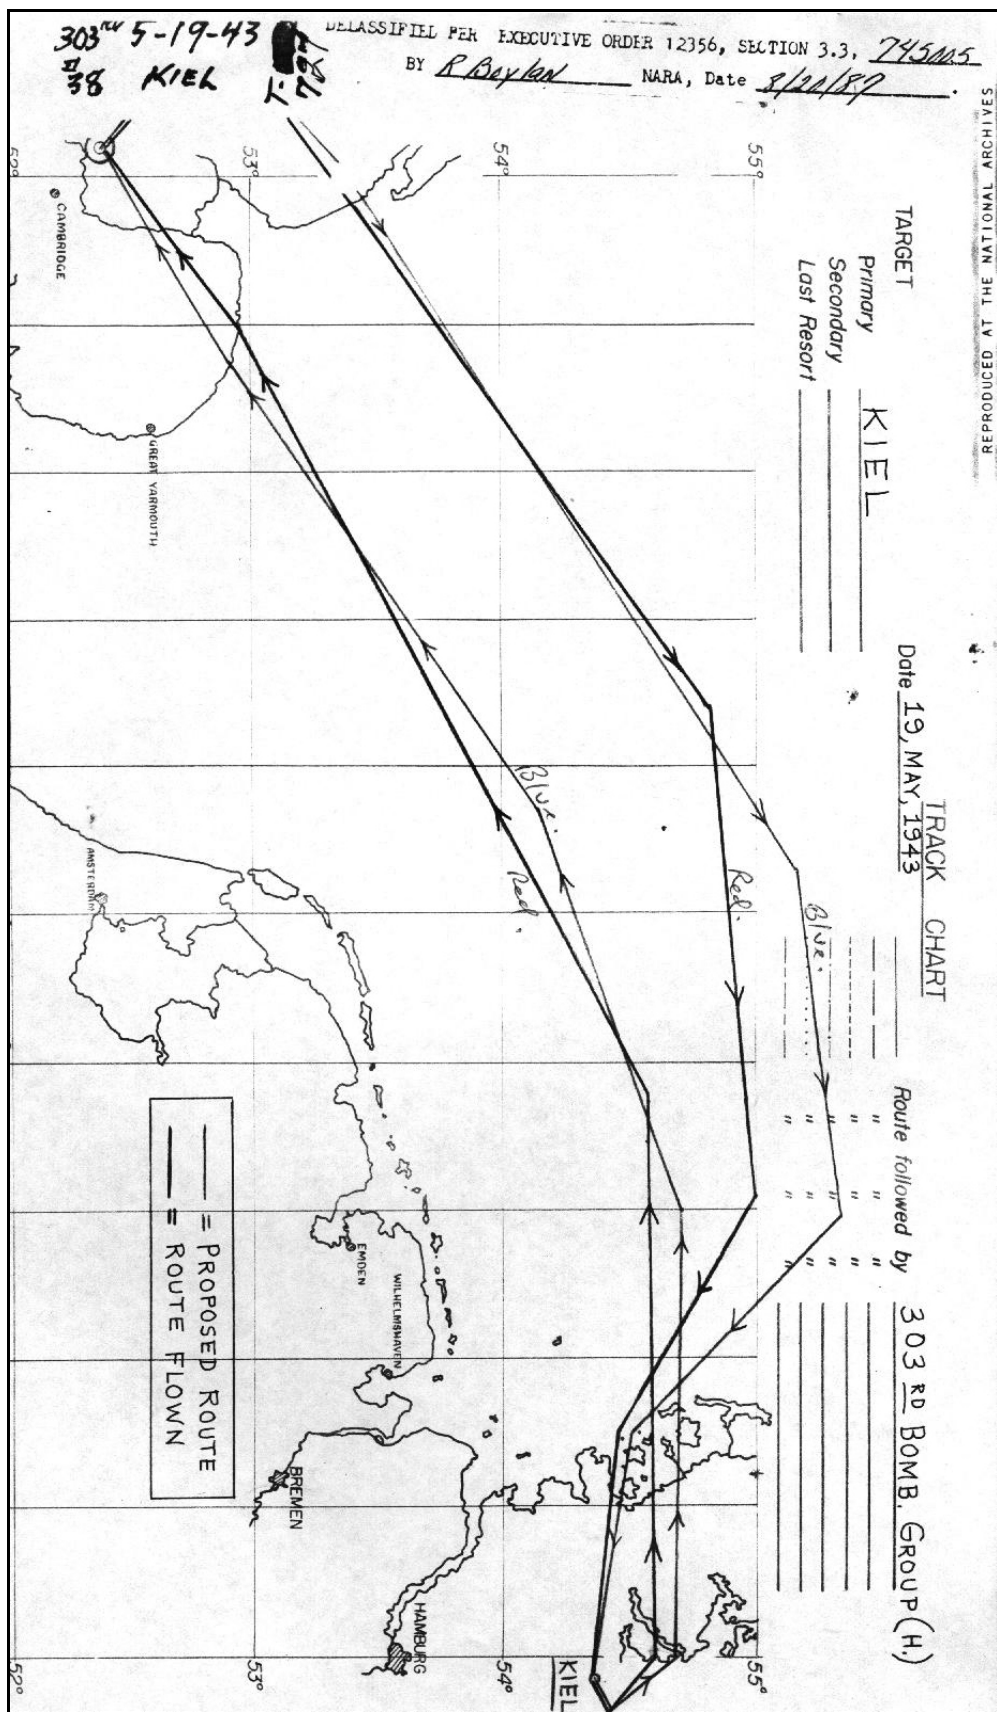 303RD 5-19-43
#38 KIEL
DECLASSIFIED PER EXECUTIVE ORDER 12356, SECTION 3.3,
BY R Boylan NARA, Date 8/20/87.
REPRODUCED AT THE NATIONAL ARCHIVES
TRACK CHART
TARGET
Date 19, MAY, 1943
Route followed by 303RD BOMB. GROUP (H.)
Primary KIEL
" " "
Secondary
" " "
Last Resort
" " "
" " "
55°
55°
54°
54°
53°
53°
52°
52°
Blue.
Red.
Blue.
Red.
KIEL
CAMBRIDGE
GREAT YARMOUTH
AMSTERDAM
EMDEN
WILHELMSHAVEN
BREMEN
HAMBURG
= PROPOSED ROUTE
= ROUTE FLOWN